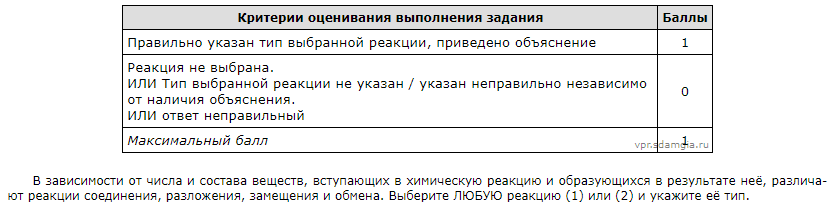 Критерии оценивания выполнения задания Баллы
Правильно указан тип выбранной реакции, приведено объяснение 1
Реакция не выбрана.
ИЛИ Тип выбранной реакции не указан / указан неправильно независимо
от наличия объяснения.
ИЛИ ответ неправильный 0
Максимальный балл 1
vpr.sdamgia.ru
В зависимости от числа и состава веществ, вступающих в химическую реакцию и образующихся в результате неё, различа-
ют реакции соединения, разложения, замещения и обмена. Выберите ЛЮБУЮ реакцию (1) или (2) и укажите её тип.